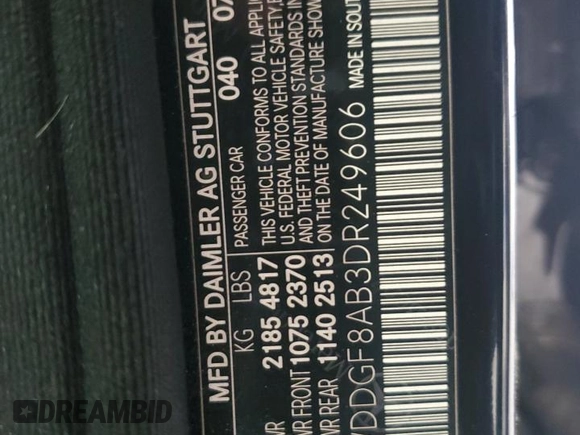 MFD BY DAIMLER AG STUTTGART
040 07
KG LBS PASSENGER CAR
2185 4817 THIS VEHICLE CONFORMS TO ALL
FRONT 1075 2370 U.S. FEDERAL MOTOR VEHICLE SAFETY
AND THEFT PREVENTION STANDARDS IN
REAR 1140 2513 ON THE DATE OF MANUFACTURE SHOW
DDGF8AB3DR249606 MADE IN SOUT
DREAMBID